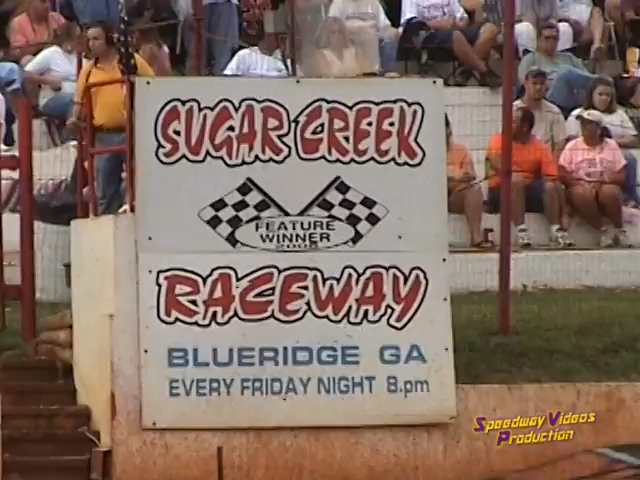 SUGAR CREEK
FEATURE
WINNER
RACEWAY
BLUERIDGE GA
EVERY FRIDAY NIGHT 8.pm
Speedway Videos
Production